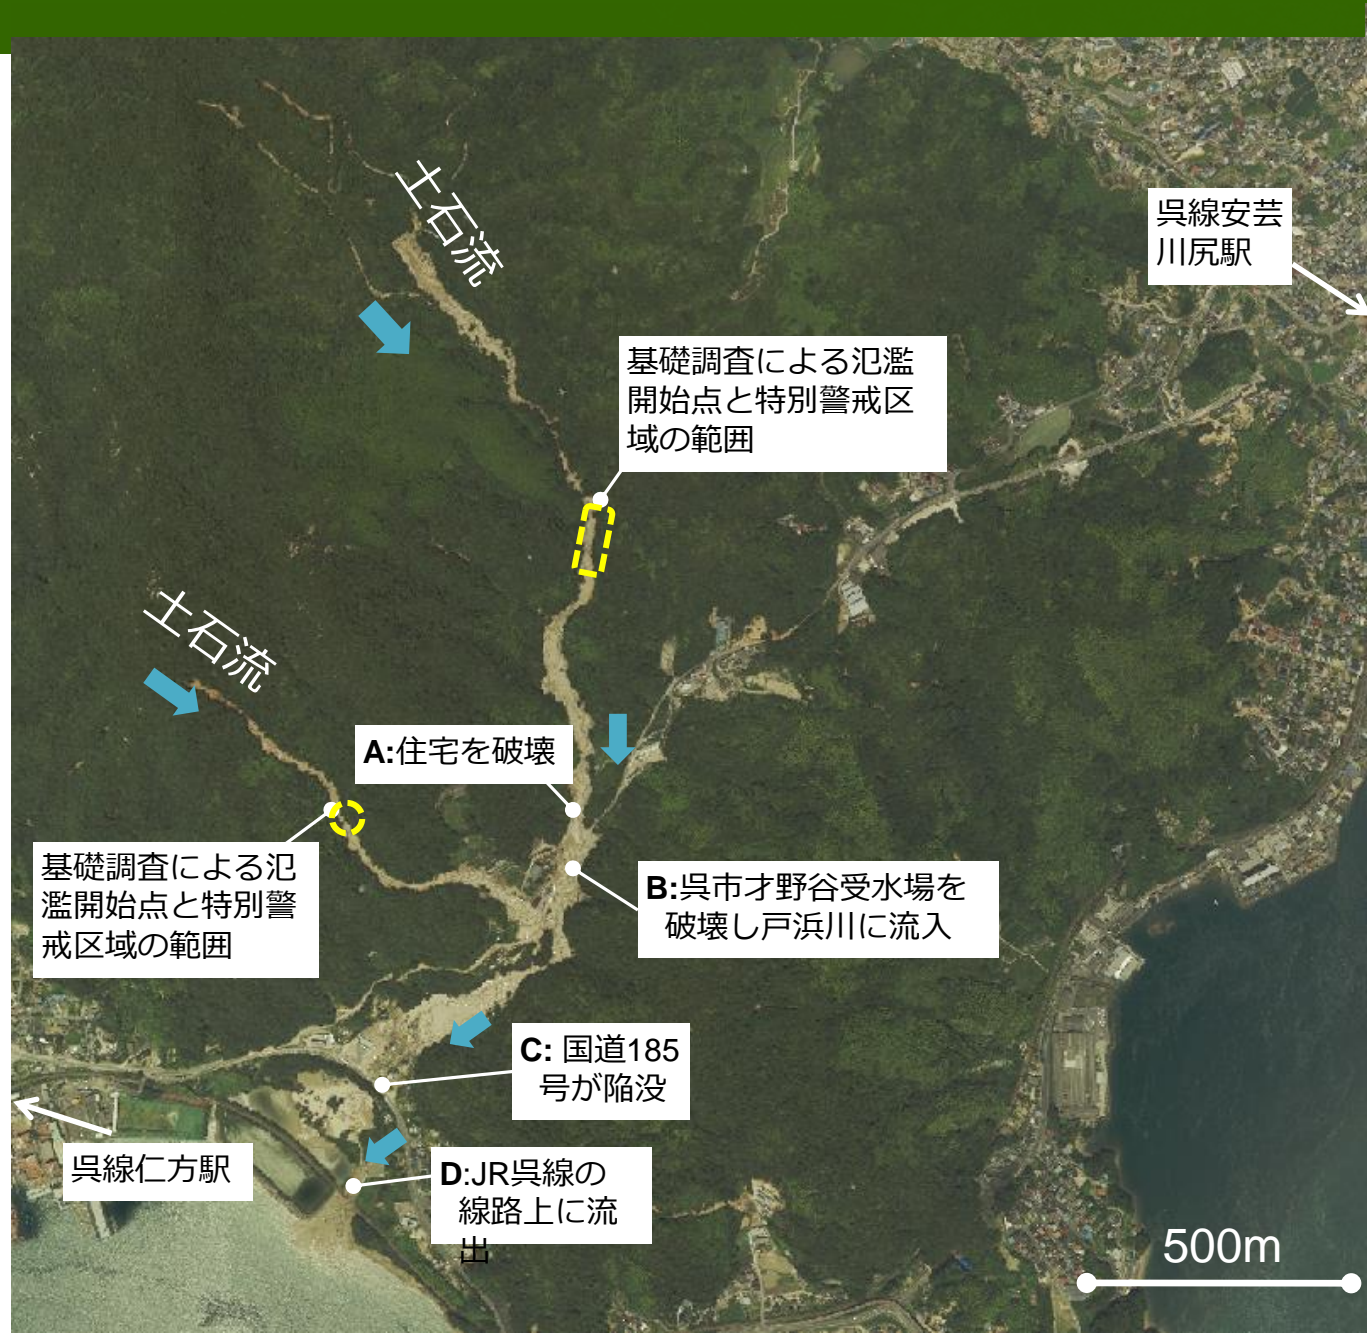 土石流
呉線安芸
川尻駅
基礎調査による氾濫
開始点と特別警戒区
域の範囲
土石流
A:住宅を破壊
基礎調査による氾
濫開始点と特別警
戒区域の範囲
B:呉市才野谷受水場を
破壊し戸浜川に流入
C: 国道185
号が陥没
呉線仁方駅
D:JR呉線の
線路上に流
出
500m